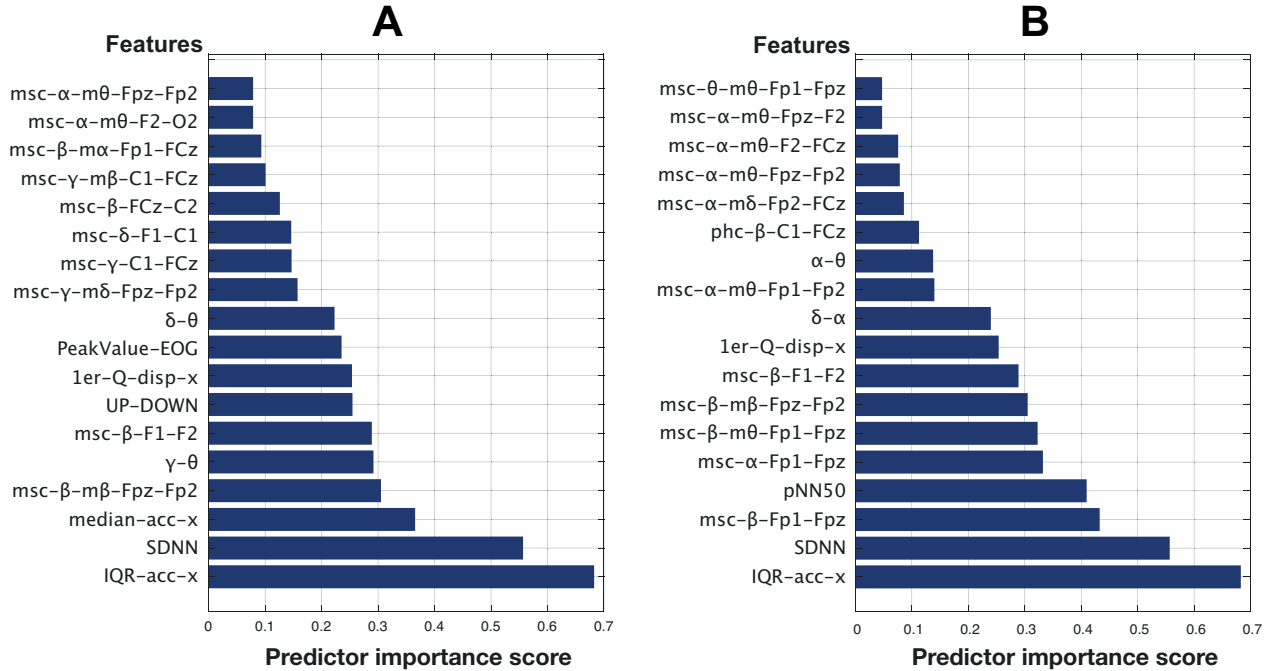 A
Features
msc-α-mθ-Fpz-Fp2
msc-α-mθ-F2-O2
msc-β-mα-Fp1-FCz
msc-γ-mβ-C1-FCz
msc-β-FCz-C2
msc-δ-F1-C1
msc-γ-C1-FCz
msc-γ-mδ-Fpz-Fp2
δ-θ
PeakValue-EOG
1er-Q-disp-x
UP-DOWN
msc-β-F1-F2
γ-θ
msc-β-mβ-Fpz-Fp2
median-acc-x
SDNN
IQR-acc-x
0 0.1 0.2 0.3 0.4 0.5 0.6 0.7
Predictor importance score
B
Features
msc-θ-mθ-Fp1-Fpz
msc-α-mθ-Fpz-F2
msc-α-mθ-F2-FCz
msc-α-mθ-Fpz-Fp2
msc-α-mδ-Fp2-FCz
phc-β-C1-FCz
α-θ
msc-α-mθ-Fp1-Fp2
δ-α
1er-Q-disp-x
msc-β-F1-F2
msc-β-mβ-Fpz-Fp2
msc-β-mθ-Fp1-Fpz
msc-α-Fp1-Fpz
pNN50
msc-β-Fp1-Fpz
SDNN
IQR-acc-x
0 0.1 0.2 0.3 0.4 0.5 0.6 0.7
Predictor importance score